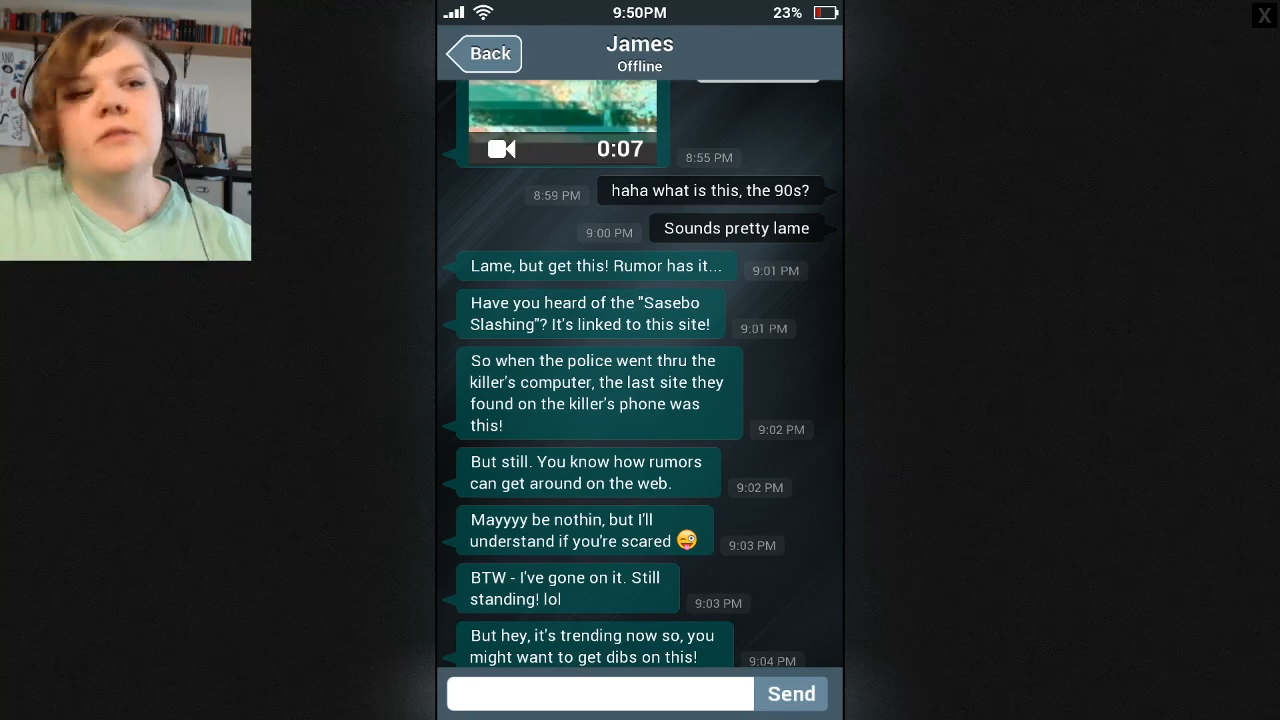 9:50PM
23%
X
Back
James
Offline
0:07
8:55 PM
haha what is this, the 90s?
8:59 PM
Sounds pretty lame
9:00 PM
Lame, but get this! Rumor has it...
9:01 PM
Have you heard of the "Sasebo
Slashing"? It's linked to this site!
9:01 PM
So when the police went thru the
killer's computer, the last site they
found on the killer's phone was
this!
9:02 PM
But still. You know how rumors
can get around on the web.
9:02 PM
Mayyyy be nothin, but I'll
understand if you're scared 😜
9:03 PM
BTW - I've gone on it. Still
standing! lol
9:03 PM
But hey, it's trending now so, you
might want to get dibs on this!
9:04 PM
Send